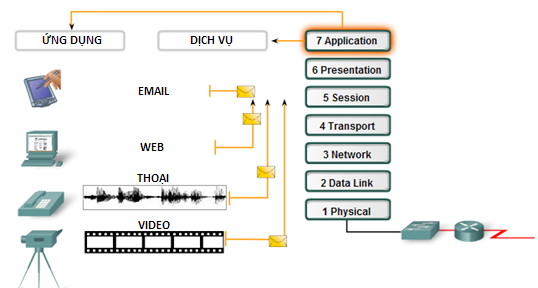 ỨNG DỤNG
DỊCH VỤ
7 Application
6 Presentation
5 Session
4 Transport
3 Network
2 Data Link
1 Physical
EMAIL
WEB
THOẠI
VIDEO